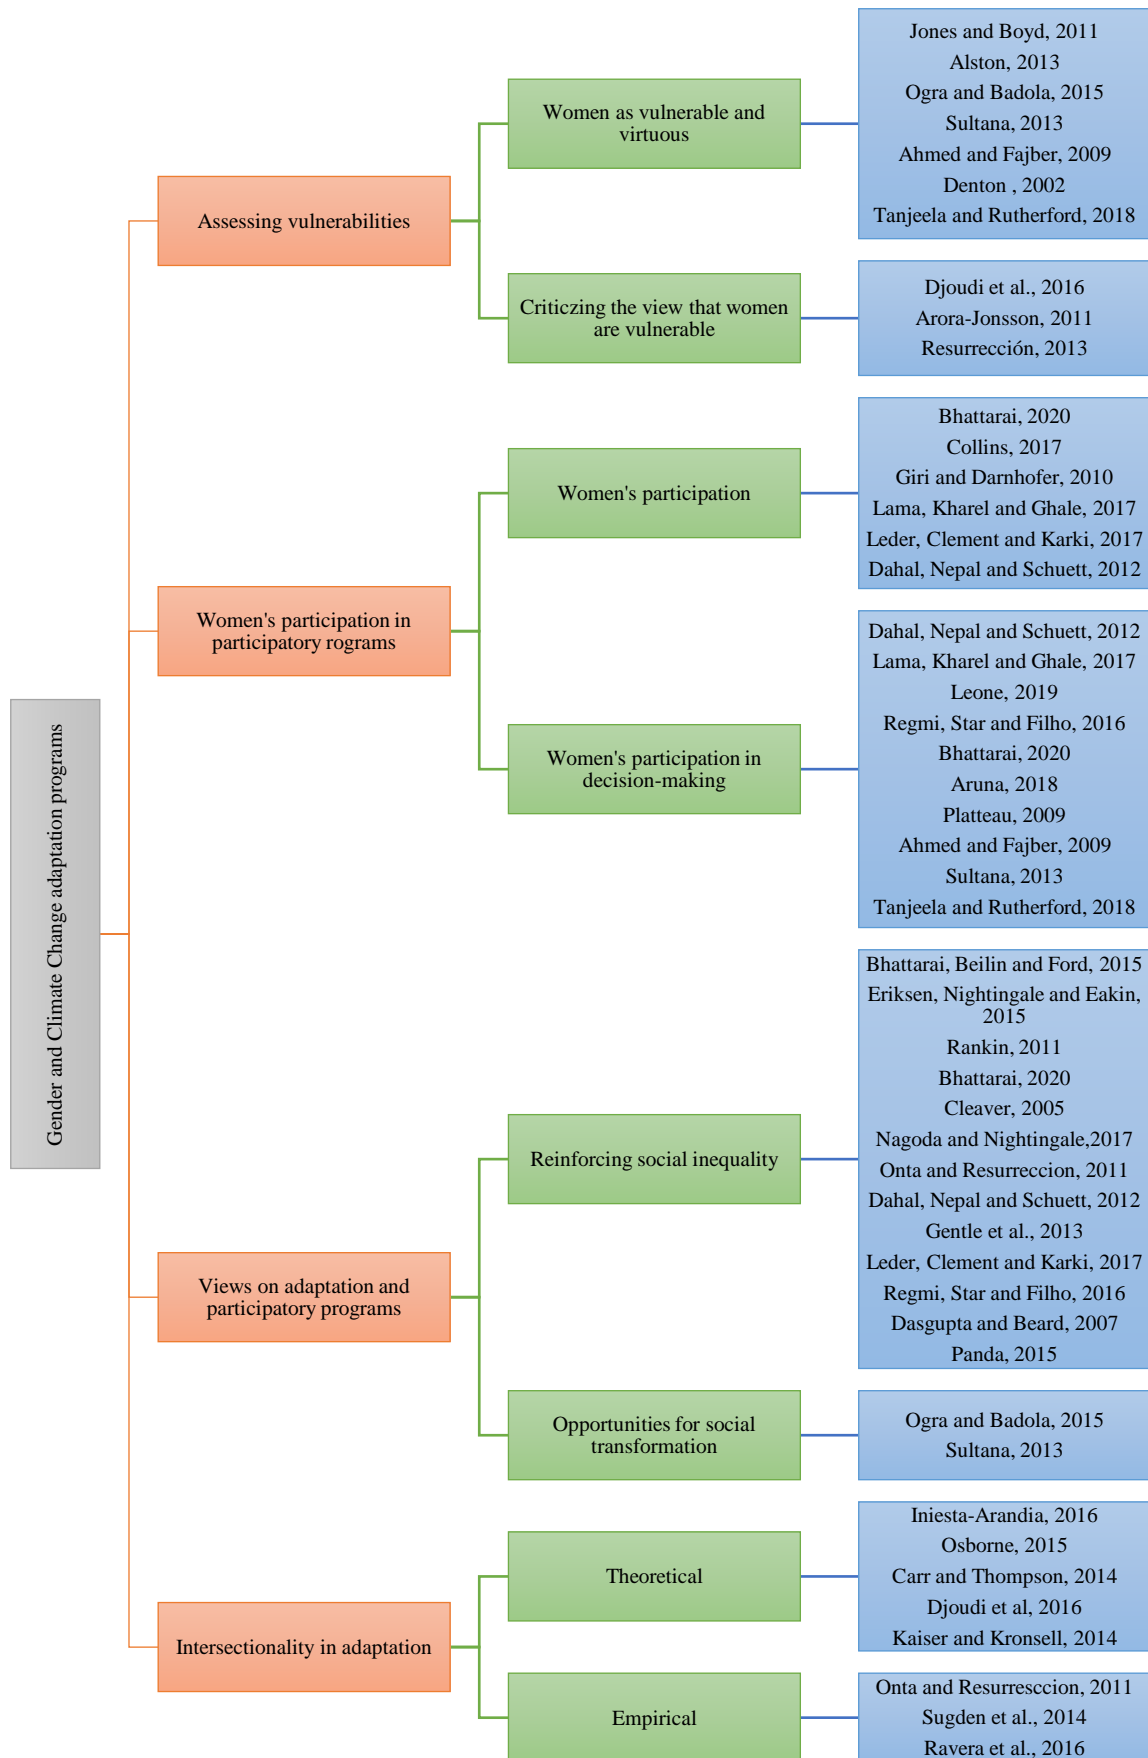 Gender and Climate Change adaptation programs
Assessing vulnerabilities
Women as vulnerable and
virtuous
Jones and Boyd, 2011
Alston, 2013
Ogra and Badola, 2015
Sultana, 2013
Ahmed and Fajber, 2009
Denton , 2002
Tanjeela and Rutherford, 2018
Criticzing the view that women
are vulnerable
Djoudi et al., 2016
Arora-Jonsson, 2011
Resurrección, 2013
Women's participation in
participatory rograms
Women's participation
Bhattarai, 2020
Collins, 2017
Giri and Darnhofer, 2010
Lama, Kharel and Ghale, 2017
Leder, Clement and Karki, 2017
Dahal, Nepal and Schuett, 2012
Women's participation in
decision-making
Dahal, Nepal and Schuett, 2012
Lama, Kharel and Ghale, 2017
Leone, 2019
Regmi, Star and Filho, 2016
Bhattarai, 2020
Aruna, 2018
Platteau, 2009
Ahmed and Fajber, 2009
Sultana, 2013
Tanjeela and Rutherford, 2018
Views on adaptation and
participatory programs
Reinforcing social inequality
Bhattarai, Beilin and Ford, 2015
Eriksen, Nightingale and Eakin,
2015
Rankin, 2011
Bhattarai, 2020
Cleaver, 2005
Nagoda and Nightingale,2017
Onta and Resurreccion, 2011
Dahal, Nepal and Schuett, 2012
Gentle et al., 2013
Leder, Clement and Karki, 2017
Regmi, Star and Filho, 2016
Dasgupta and Beard, 2007
Panda, 2015
Opportunities for social
transformation
Ogra and Badola, 2015
Sultana, 2013
Intersectionality in adaptation
Theoretical
Iniesta-Arandia, 2016
Osborne, 2015
Carr and Thompson, 2014
Djoudi et al, 2016
Kaiser and Kronsell, 2014
Empirical
Onta and Resurresccion, 2011
Sugden et al., 2014
Ravera et al., 2016